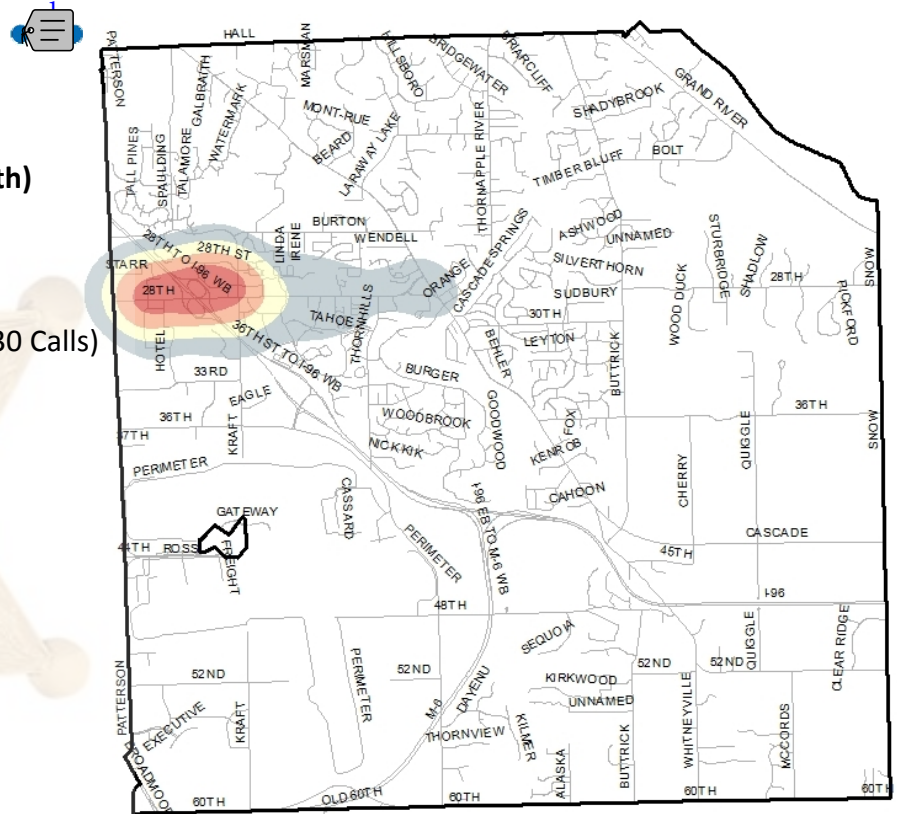 1
th)
30 Calls)
HALL
PATTERSON
MARSMAN
HILLSBORO
BRIDGEWATER
BRIARCLIFF
GRAND RIVER
GALBRAITH
WATERMARK
MONT-RUE
SHADYBROOK
TALL PINES
SPAULDING
TALAMORE
BEARD
LARAWAY LAKE
THORNAPPLE RIVER
TIMBER BLUFF
BOLT
BURTON
WENDELL
LINDA
IRENE
28TH TO I-96 WB
28TH ST
STARR
28TH
ORANGE
CASCADE SPRINGS
ASHWOOD
UNNAMED
SILVERTHORN
SUDBURY
STURBRIDGE
SHADLOW
28TH
SNOW
WOOD DUCK
PICKFORD
TAHOE
THORNHILLS
30TH
LEYTON
BEHLER
BUTTRICK
HOTEL
36TH ST TO I-96 WB
33RD
BURGER
EAGLE
36TH
KRAFT
37TH
WOODBROOK
GOODWOOD
FOX
36TH
QUIGGLE
SNOW
NICKKIK
KENROB
PERIMETER
CASSARD
CAHOON
CHERRY
I-96 EB TO M-6 WB
GATEWAY
44TH
ROSS
FREIGHT
PERIMETER
CASCADE
45TH
I-96
48TH
SEQUOIA
QUIGGLE
CLEAR RIDGE
52ND
52ND
52ND
52ND
PATTERSON
PERIMETER
DAYENU
KIRKWOOD
UNNAMED
M-6
EXECUTIVE
KRAFT
THORNVIEW
KILMER
WHITNEYVILLE
MCCORDS
BUTTRICK
ALASKA
BROADMOOR
60TH
OLD 60TH
60TH
60TH
60TH